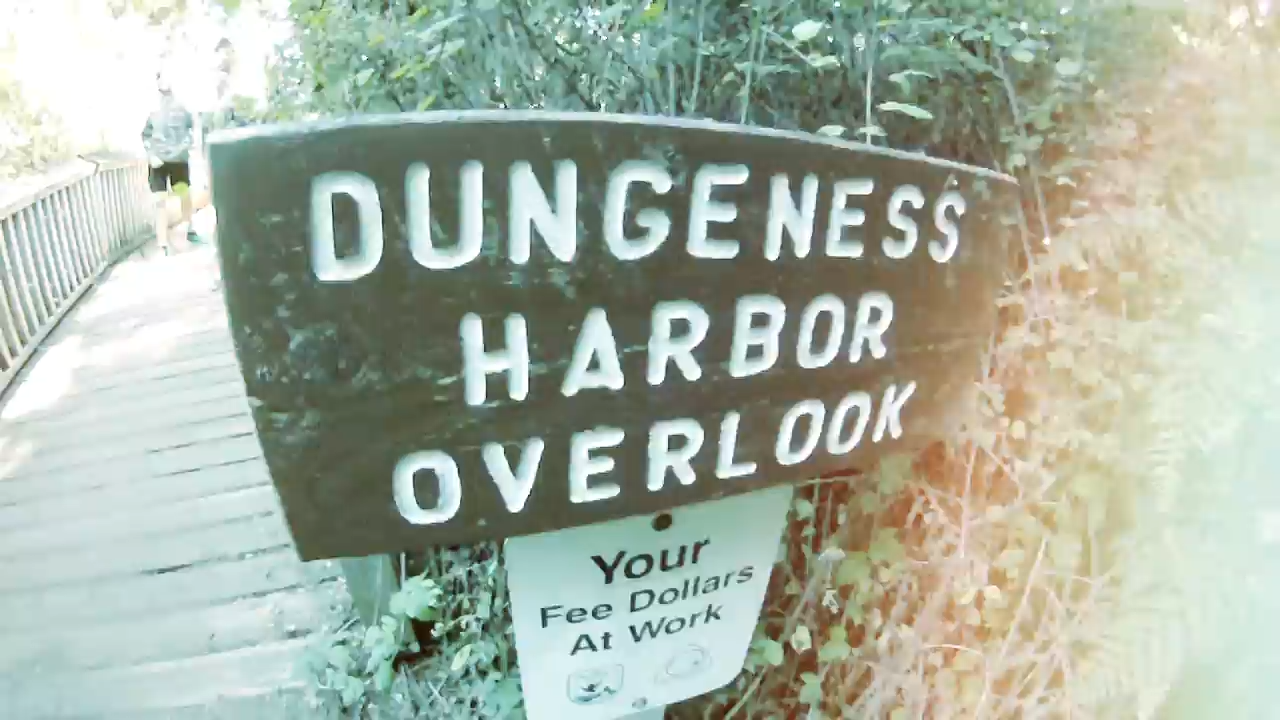 DUNGENESS
HARBOR
OVERLOOK
Your
Fee Dollars
At Work